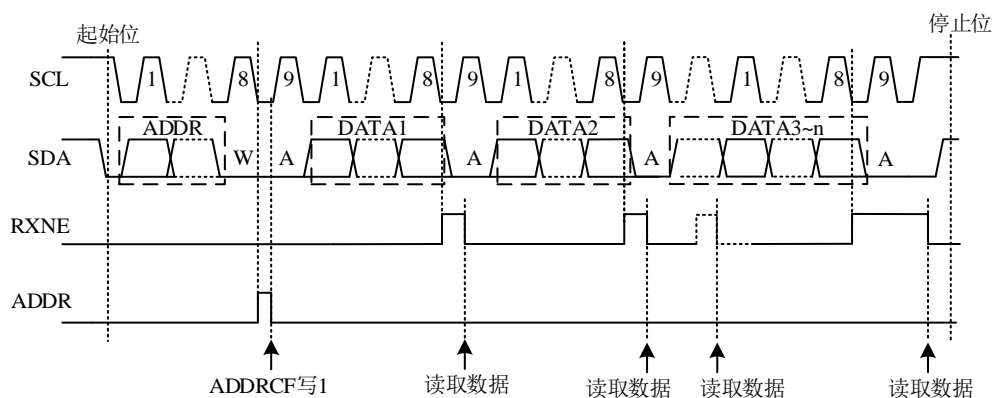 起始位
停止位
SCL
1
8
9
1
8
9
1
8
9
1
8
9
ADDR
DATA1
DATA2
DATA3~n
SDA
W
A
A
A
A
RXNE
ADDR
ADDRCF写1
读取数据
读取数据
读取数据
读取数据